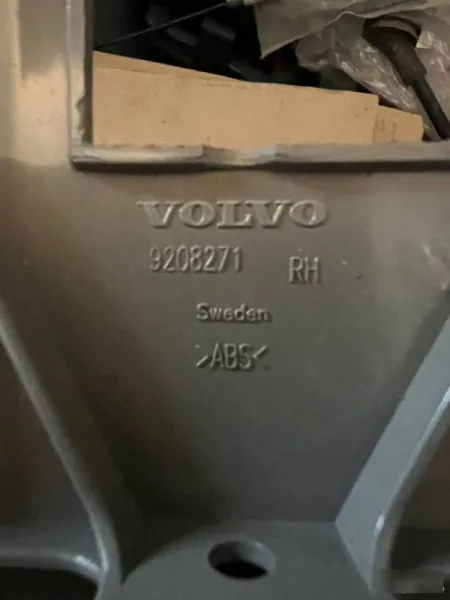 VOLVO
9208271 RH
Sweden
>ABS<